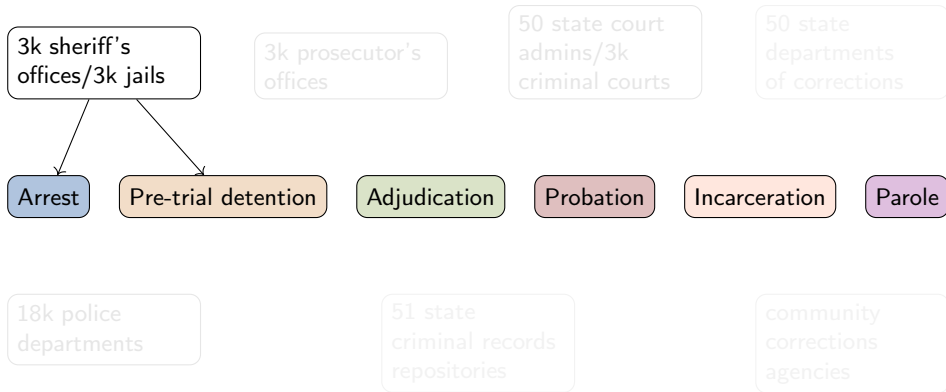 3k sheriff's
offices/3k jails
3k prosecutor's
offices
50 state court
admins/3k
criminal courts
50 state
departments
of corrections
Arrest
Pre-trial detention
Adjudication
Probation
Incarceration
Parole
18k police
departments
51 state
criminal records
repositories
community
corrections
agencies